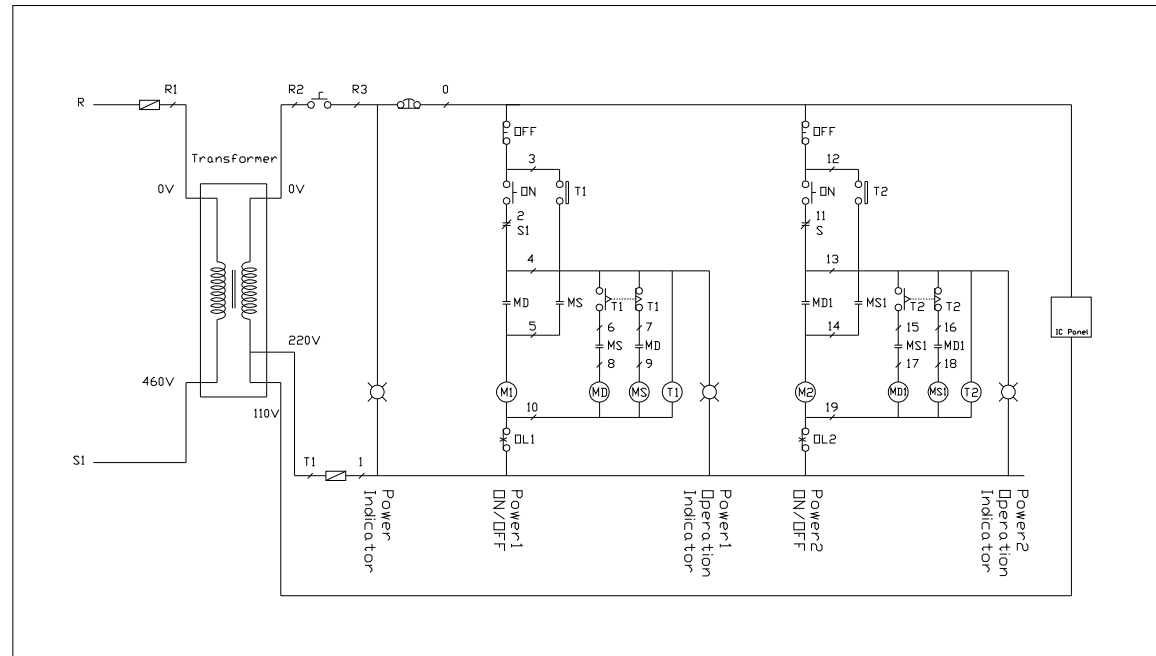 R
R1
R2
R3
0
OFF
OFF
3
12
Transformer
0V
0V
ON
T1
ON
T2
2
S1
11
S
4
13
MD
MS
T1
T1
MD1
MS1
T2
T2
IC Panel
5
6
7
14
15
16
220V
MS
MD
MS1
MD1
8
9
17
18
460V
110V
M1
MD
MS
T1
M2
MD1
MS1
T2
10
19
OL1
OL2
S1
T1
1
Power
Indicator
Power1
ON/OFF
Power1
Operation
Indicator
Power2
ON/OFF
Power2
Operation
Indicator